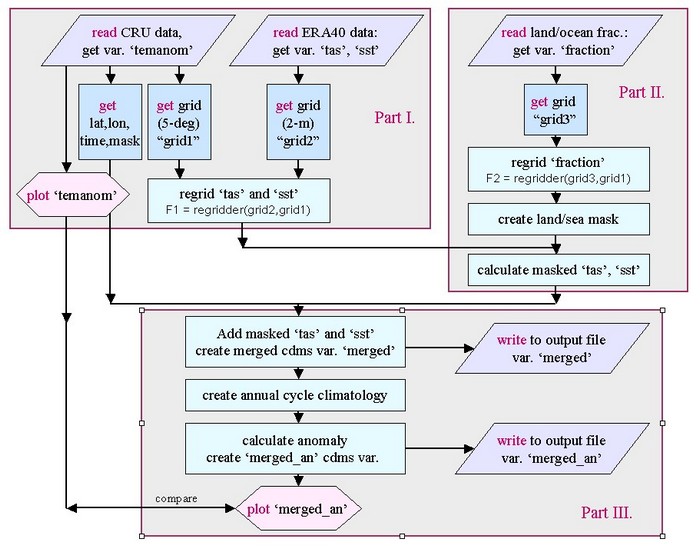 read CRU data,
get var. ‘temanom’
read ERA40 data:
get var. ‘tas’, ‘sst’
read land/ocean frac.:
get var. ‘fraction’
get
lat,lon,
time,mask
get grid
(5-deg)
“grid1”
get grid
(2-m)
“grid2”
Part I.
get grid
“grid3”
Part II.
plot ‘temanom’
regrid ‘tas’ and ‘sst’
F1 = regridder(grid2,grid1)
regrid ‘fraction’
F2 = regridder(grid3,grid1)
create land/sea mask
calculate masked ‘tas’, ‘sst’
Add masked ‘tas’ and ‘sst’
create merged cdms var. ‘merged’
write to output file
var. ‘merged’
create annual cycle climatology
calculate anomaly
create ‘merged_an’ cdms var.
write to output file
var. ‘merged_an’
compare
plot ‘merged_an’
Part III.